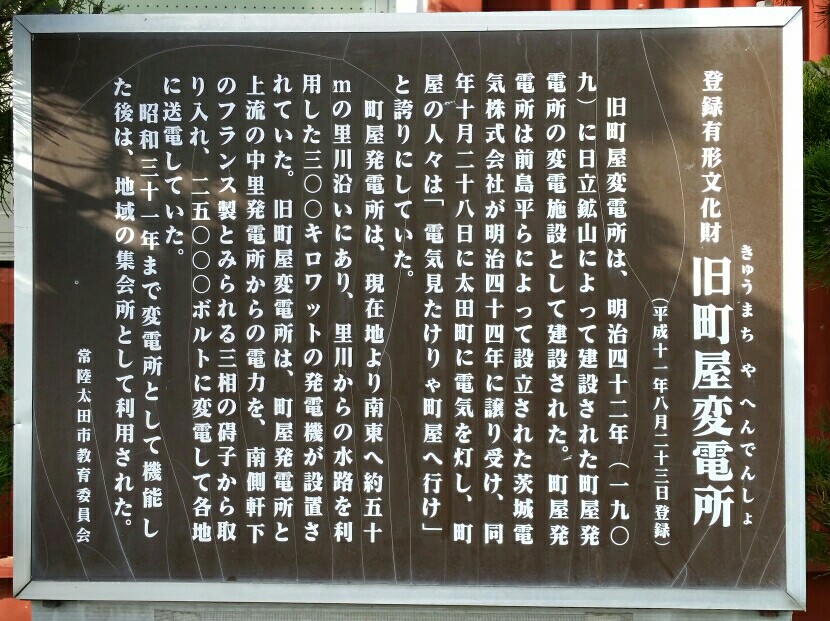 登録有形文化財
きゅうまちやへんでんしょ
旧町屋変電所
（平成十一年八月二十三日登録）
旧町屋変電所は、明治四十二年（一九〇
九）に日立鉱山によって建設された町屋発
電所の変電施設として建設された。町屋発
電所は前島平らによって設立された茨城電
気株式会社が明治四十四年に譲り受け、同
年十月二十八日に太田町に電気を灯し、町
屋の人々は「電気見たけりゃ町屋へ行け」
と誇りにしていた。
町屋発電所は、現在地より南東へ約五十
ｍの里川沿いにあり、里川からの水路を利
用した三〇〇キロワットの発電機が設置さ
れていた。旧町屋変電所は、町屋発電所と
上流の中里発電所からの電力を、南側軒下
のフランス製とみられる三相の碍子から取
り入れ、二五〇〇〇ボルトに変電して各地
に送電していた。
昭和三十一年まで変電所として機能し
た後は、地域の集会所として利用された。
常陸太田市教育委員会